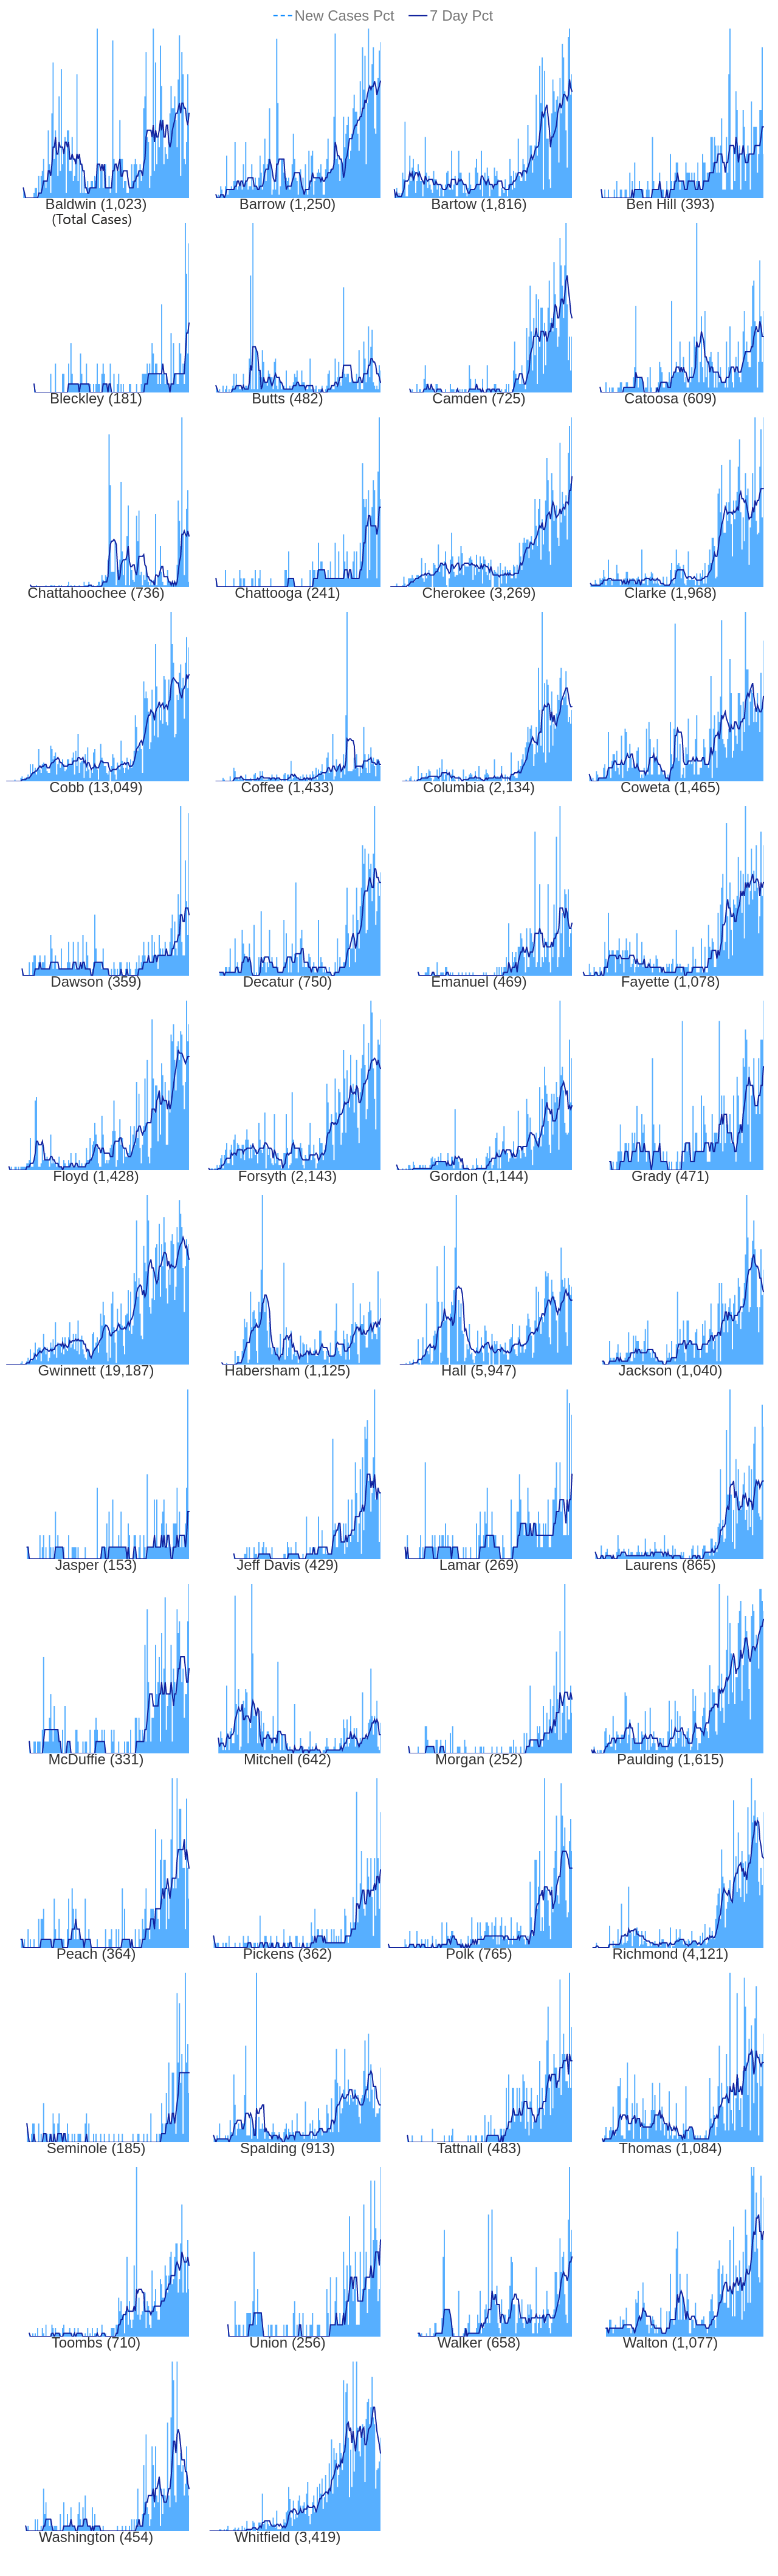 New Cases Pct 7 Day Pct
Baldwin (1,023) Barrow (1,250) Bartow (1,816) Ben Hill (393)
(Total Cases)
Bleckley (181) Butts (482) Camden (725) Catoosa (609)
Chattahoochee (736) Chattooga (241) Cherokee (3,269) Clarke (1,968)
Cobb (13,049) Coffee (1,433) Columbia (2,134) Coweta (1,465)
Dawson (359) Decatur (750) Emanuel (469) Fayette (1,078)
Floyd (1,428) Forsyth (2,143) Gordon (1,144) Grady (471)
Gwinnett (19,187) Habersham (1,125) Hall (5,947) Jackson (1,040)
Jasper (153) Jeff Davis (429) Lamar (269) Laurens (865)
McDuffie (331) Mitchell (642) Morgan (252) Paulding (1,615)
Peach (364) Pickens (362) Polk (765) Richmond (4,121)
Seminole (185) Spalding (913) Tattnall (483) Thomas (1,084)
Toombs (710) Union (256) Walker (658) Walton (1,077)
Washington (454) Whitfield (3,419)